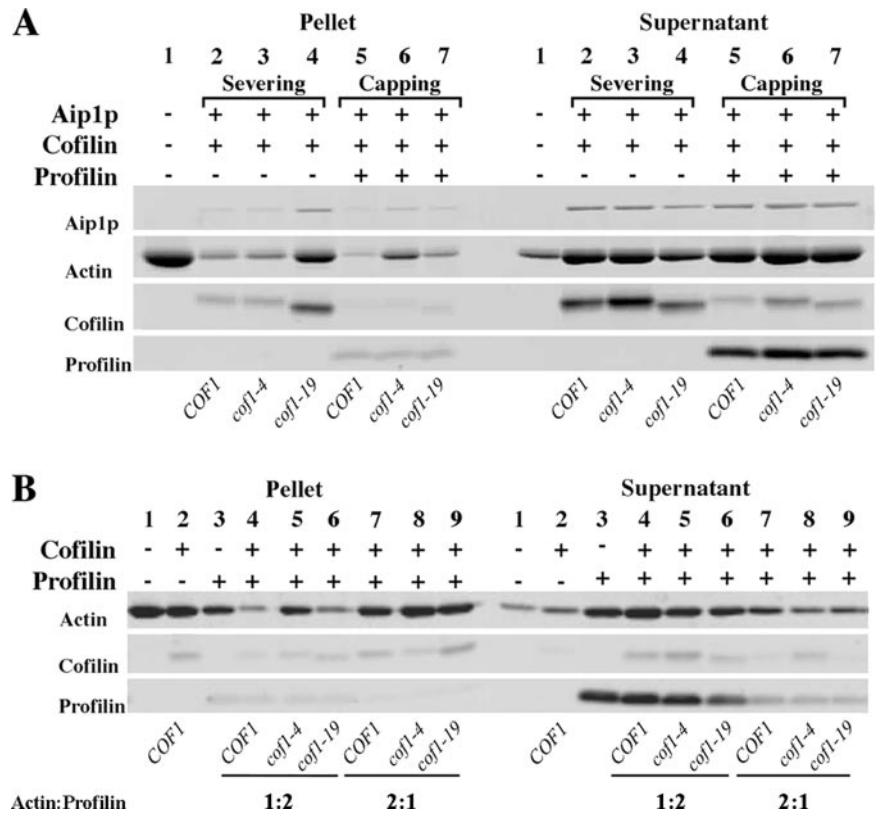 A
Pellet
Supernatant
1 2 3 4 5 6 7 1 2 3 4 5 6 7
Severing Capping Severing Capping
Aip1p - + + + + + + - + + + + + +
Cofilin - + + + + + + - + + + + + +
Profilin - - - - + + + - - - - + + +
Aip1p
Actin
Cofilin
Profilin
COF1 cof1-4 cof1-19 COF1 cof1-4 cof1-19 COF1 cof1-4 cof1-19 COF1 cof1-4 cof1-19
B
Pellet
Supernatant
1 2 3 4 5 6 7 8 9 1 2 3 4 5 6 7 8 9
Cofilin - + - + + + + + + - + - + + + + + +
Profilin - - + + + + + + + - - + + + + + + +
Actin
Cofilin
Profilin
COF1 COF1 cof1-4 cof1-19 COF1 cof1-4 cof1-19 COF1 COF1 cof1-4 cof1-19 COF1 cof1-4 cof1-19
Actin:Profilin 1:2 2:1 1:2 2:1